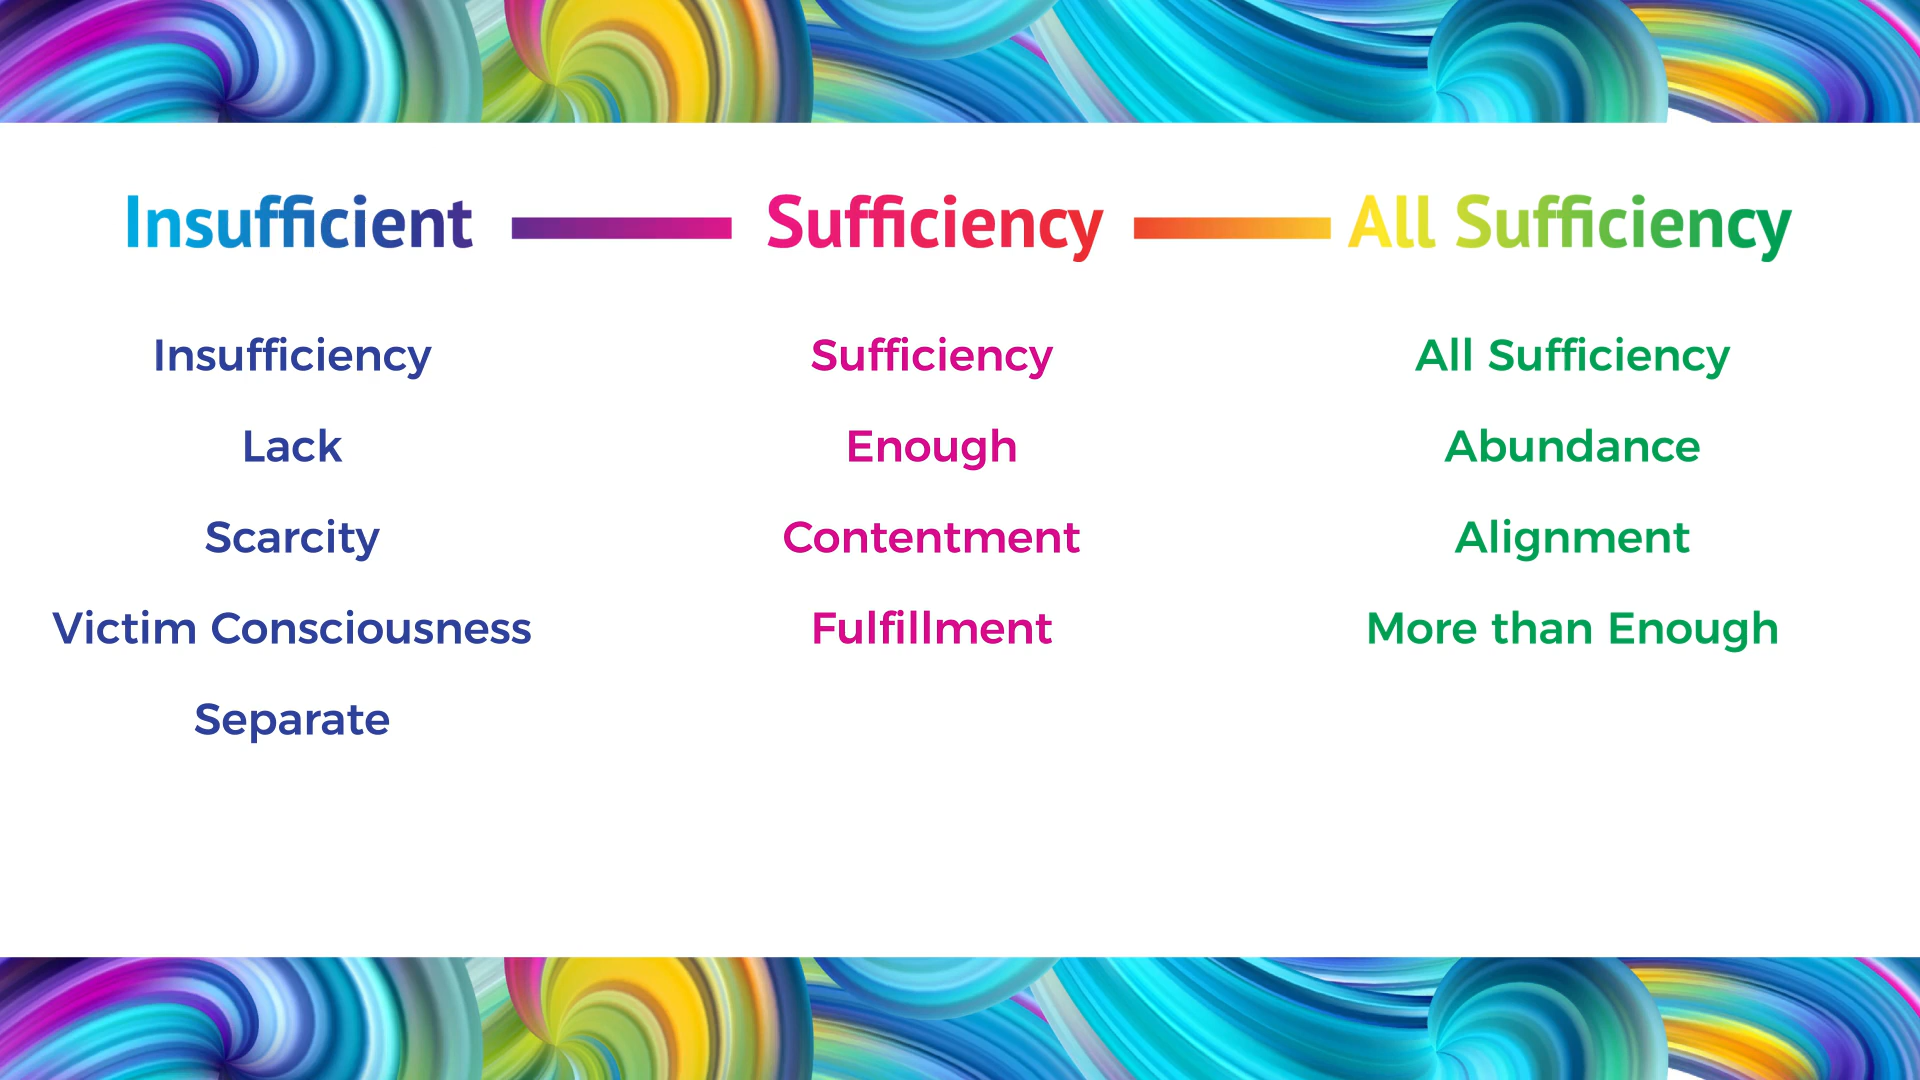 Insufficient Sufficiency All Sufficiency
Insufficiency
Lack
Scarcity
Victim Consciousness
Separate
Sufficiency
Enough
Contentment
Fulfillment
All Sufficiency
Abundance
Alignment
More than Enough